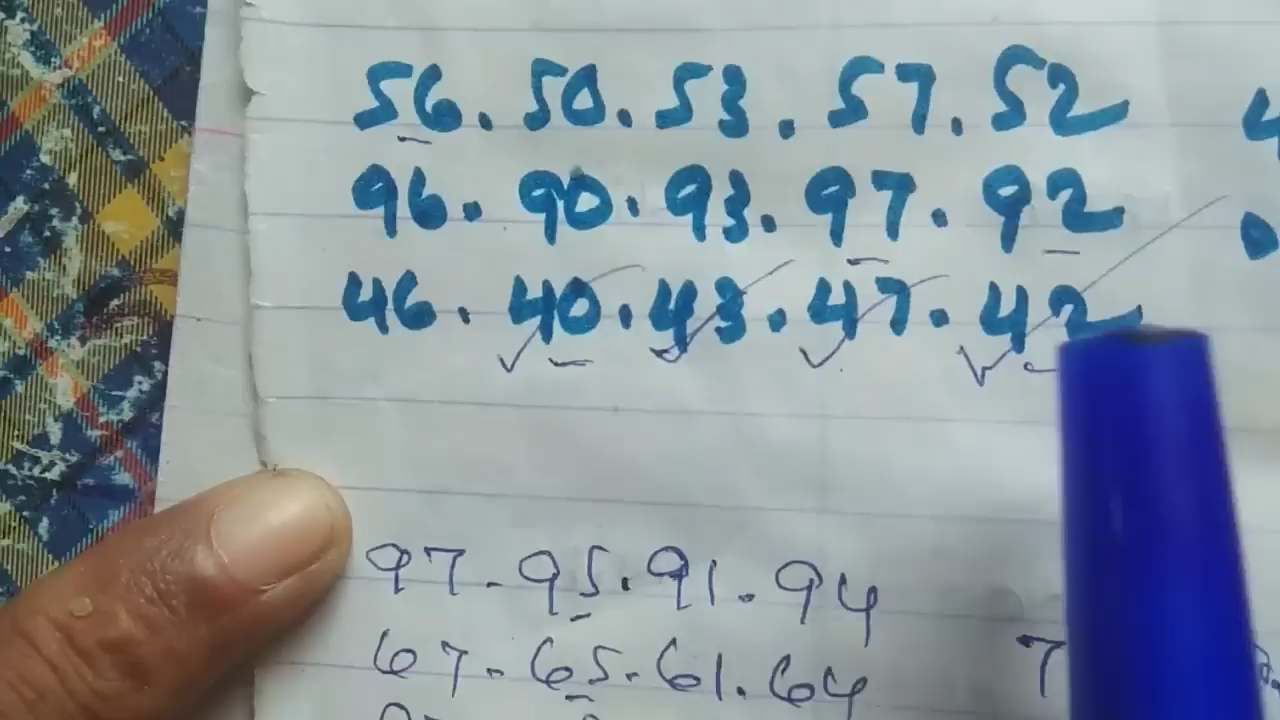 56. 50. 53. 57. 52
96. 90. 93. 97. 92
46. 40. 43. 47. 42
97-95.91.94
67-65.61.64